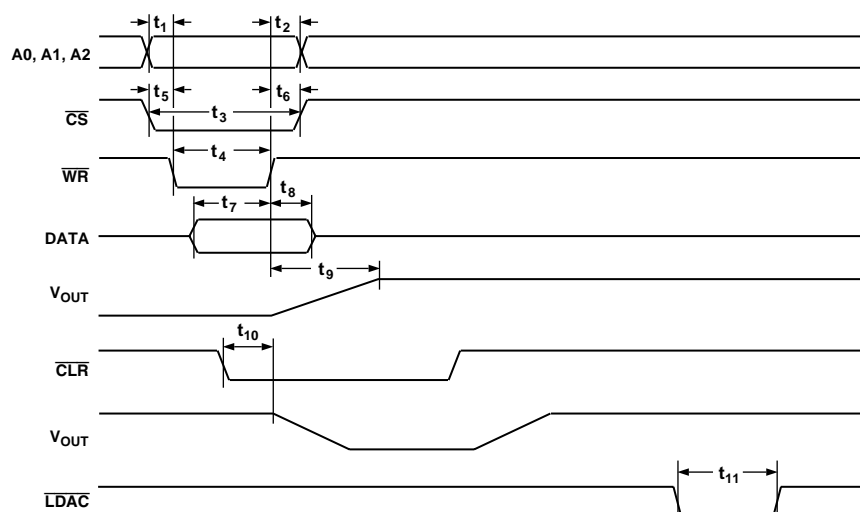 t1 t2
A0, A1, A2
t5 t3 t6
CS
t4
WR
t7 t8
DATA
t9
VOUT
t10
CLR
VOUT
t11
LDAC